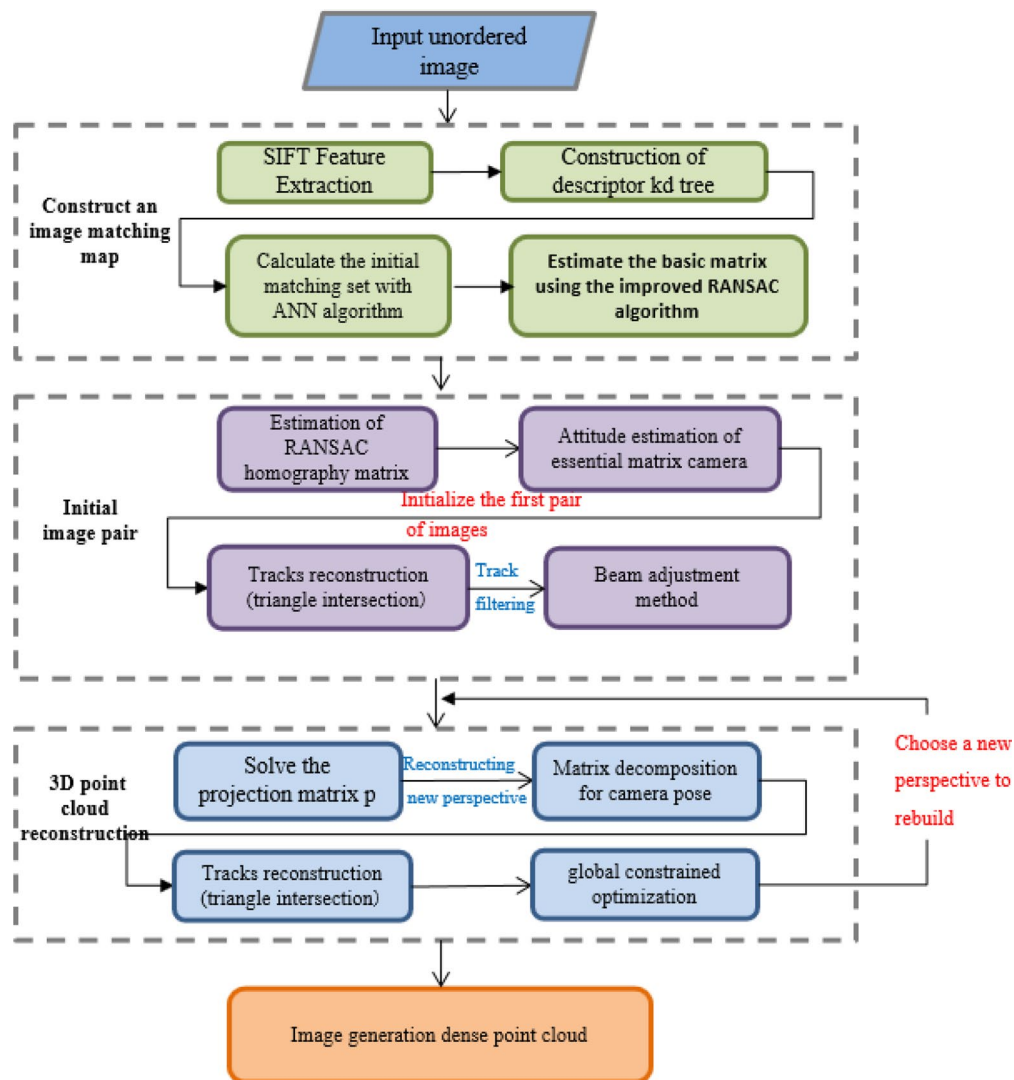 Input unordered
image
SIFT Feature
Extraction
Construction of
descriptor kd tree
Construct an
image matching
map
Calculate the initial
matching set with
ANN algorithm
Estimate the basic matrix
using the improved RANSAC
algorithm
Estimation of
RANSAC
homography matrix
Attitude estimation of
essential matrix camera
Initialize the first pair
of images
Initial
image pair
Tracks reconstruction
(triangle intersection)
Track
filtering
Beam adjustment
method
Solve the
projection matrix p
Reconstructing
new perspective
Matrix decomposition
for camera pose
Choose a new
perspective to
rebuild
3D point
cloud
reconstruction
Tracks reconstruction
(triangle intersection)
global constrained
optimization
Image generation dense point cloud